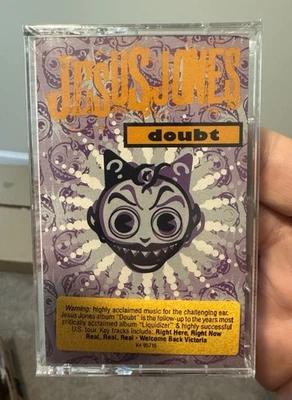 JESUS JONES
doubt
Warning: highly acclaimed music for the challenging ear.
Jesus Jones album "Doubt" is the follow-up to the years most
critically acclaimed album "Liquidizer" & highly successful
U.S. tour. Key tracks include: Right Here, Right Now
Real, Real, Real - Welcome Back Victoria